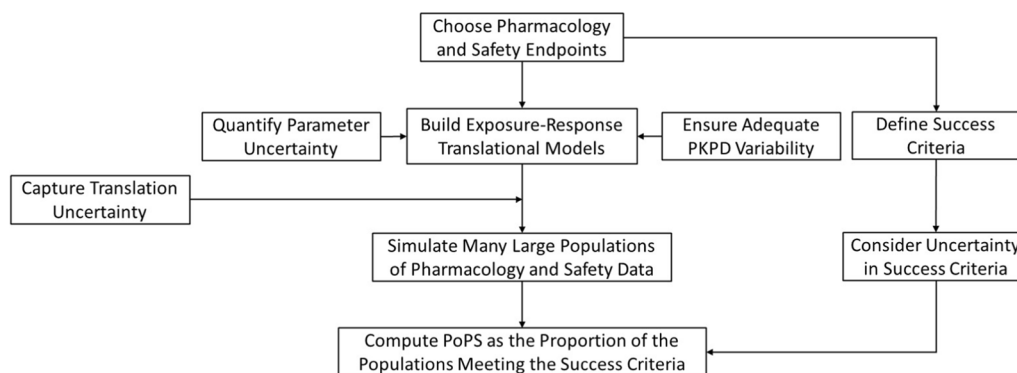 Choose Pharmacology
and Safety Endpoints
Quantify Parameter
Uncertainty
Build Exposure-Response
Translational Models
Ensure Adequate
PKPD Variability
Define Success
Criteria
Capture Translation
Uncertainty
Simulate Many Large Populations
of Pharmacology and Safety Data
Consider Uncertainty
in Success Criteria
Compute PoPS as the Proportion of the
Populations Meeting the Success Criteria